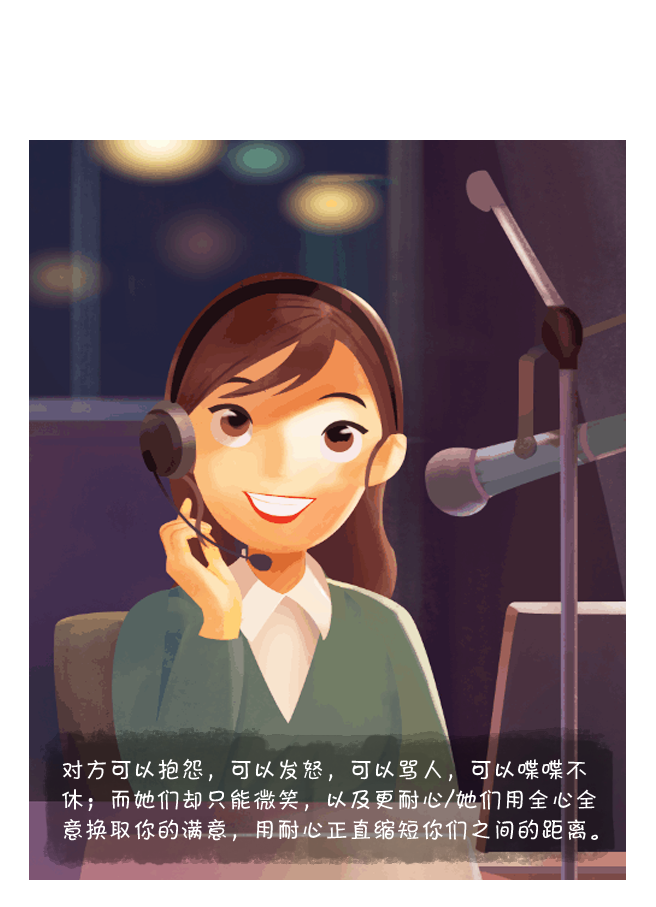 对方可以抱怨，可以发怒，可以骂人，可以喋喋不
休；而她们却只能微笑，以及更耐心/她们用全心全
意换取你的满意，用耐心正直缩短你们之间的距离。